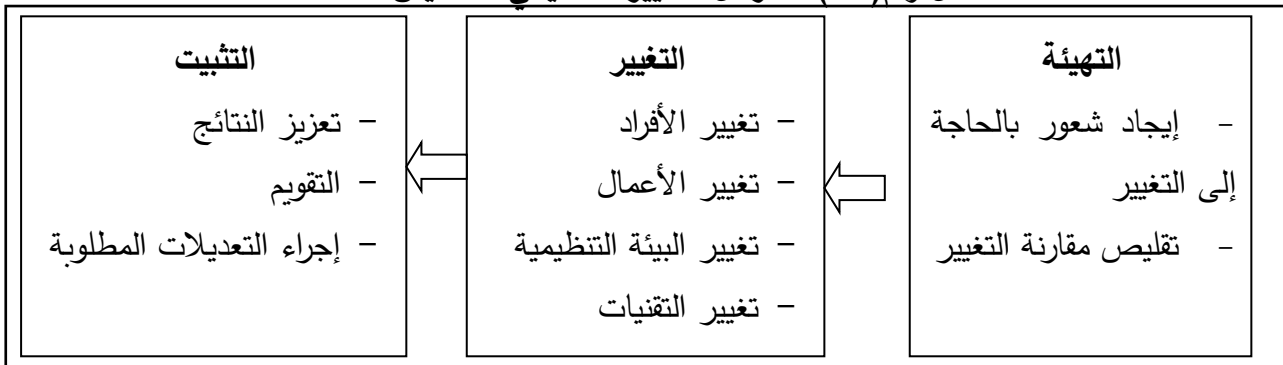 التهيئة
- إيجاد شعور بالحاجة
إلى التغيير
- تقليص مقارنة التغيير
التغيير
- تغيير الأفراد
- تغيير الأعمال
- تغيير البيئة التنظيمية
- تغيير التقنيات
التثبيت
- تعزيز النتائج
- التقويم
- إجراء التعديلات المطلوبة